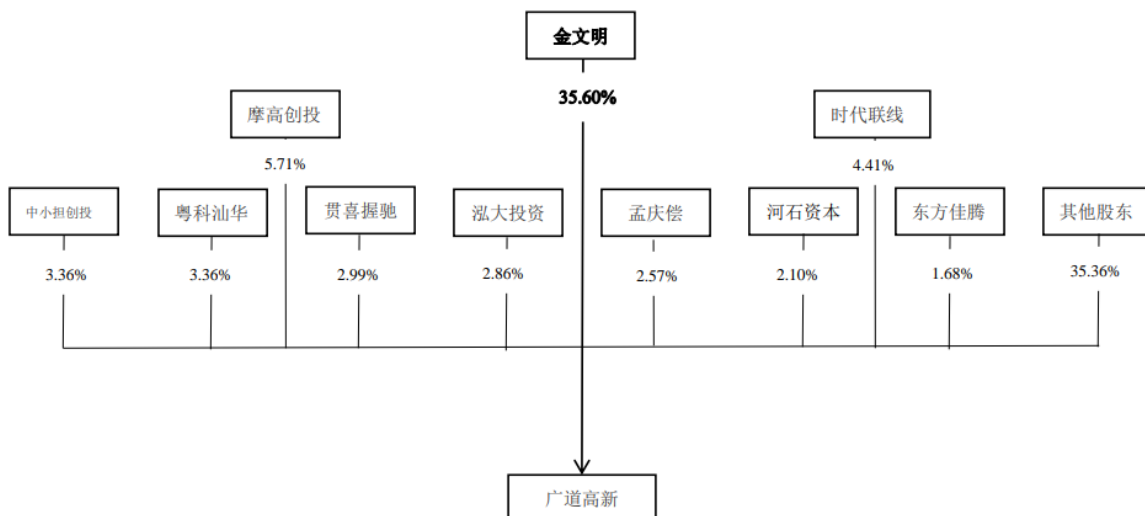 金文明
35.60%
摩高创投
时代联线
5.71%
4.41%
中小担创投
粤科汕华
贯喜握驰
泓大投资
孟庆偿
河石资本
东方佳腾
其他股东
3.36%
3.36%
2.99%
2.86%
2.57%
2.10%
1.68%
35.36%
广道高新